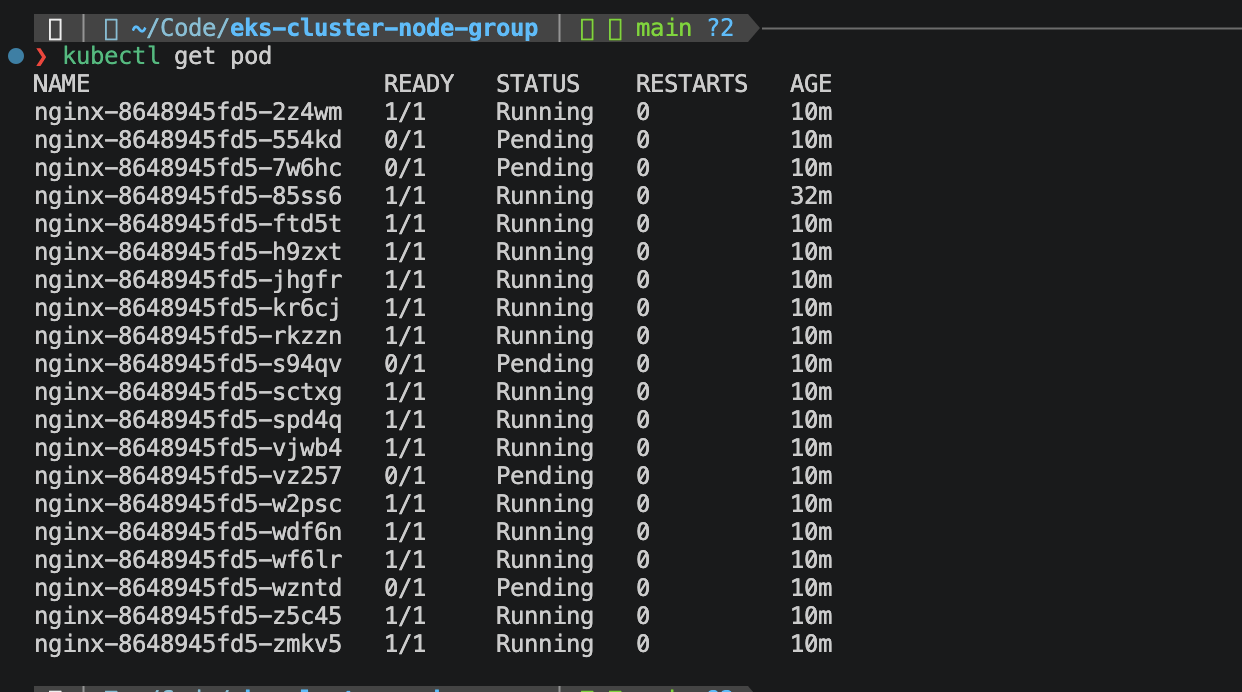 ~/Code/eks-cluster-node-group main ?2
❯ kubectl get pod
NAME READY STATUS RESTARTS AGE
nginx-8648945fd5-2z4wm 1/1 Running 0 10m
nginx-8648945fd5-554kd 0/1 Pending 0 10m
nginx-8648945fd5-7w6hc 0/1 Pending 0 10m
nginx-8648945fd5-85ss6 1/1 Running 0 32m
nginx-8648945fd5-ftd5t 1/1 Running 0 10m
nginx-8648945fd5-h9zxt 1/1 Running 0 10m
nginx-8648945fd5-jhgfr 1/1 Running 0 10m
nginx-8648945fd5-kr6cj 1/1 Running 0 10m
nginx-8648945fd5-rkzzn 1/1 Running 0 10m
nginx-8648945fd5-s94qv 0/1 Pending 0 10m
nginx-8648945fd5-sctxg 1/1 Running 0 10m
nginx-8648945fd5-spd4q 1/1 Running 0 10m
nginx-8648945fd5-vjwb4 1/1 Running 0 10m
nginx-8648945fd5-vz257 0/1 Pending 0 10m
nginx-8648945fd5-w2psc 1/1 Running 0 10m
nginx-8648945fd5-wdf6n 1/1 Running 0 10m
nginx-8648945fd5-wf6lr 1/1 Running 0 10m
nginx-8648945fd5-wzntd 0/1 Pending 0 10m
nginx-8648945fd5-z5c45 1/1 Running 0 10m
nginx-8648945fd5-zmkv5 1/1 Running 0 10m